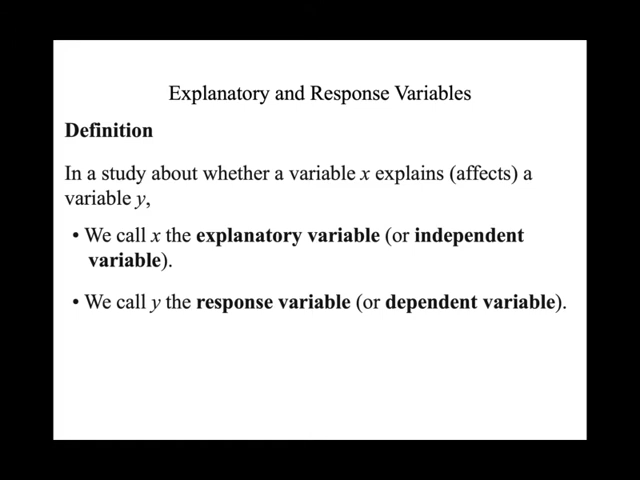 Explanatory and Response Variables
Definition
In a study about whether a variable x explains (affects) a
variable y,
• We call x the explanatory variable (or independent
variable).
• We call y the response variable (or dependent variable).